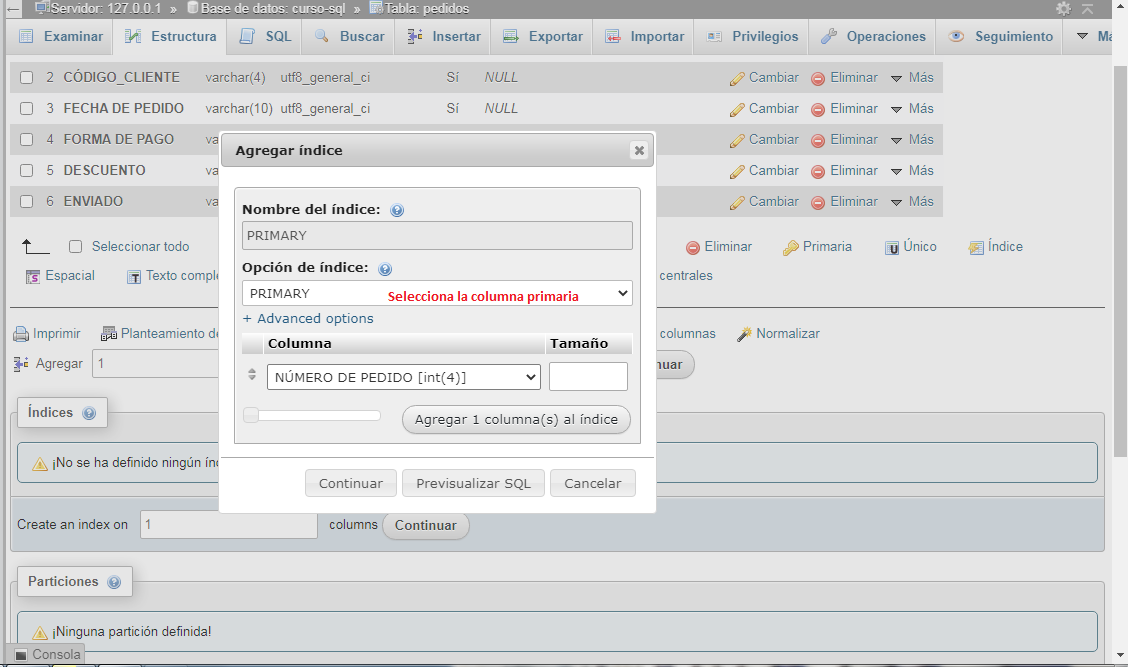 Servidor: 127.0.0.1 » Base de datos: curso-sql » Tabla: pedidos
Examinar Estructura SQL Buscar Insertar Exportar Importar Privilegios Operaciones Seguimiento
2 CÓDIGO_CLIENTE varchar(4) utf8_general_ci Sí NULL Cambiar Eliminar Más
3 FECHA DE PEDIDO varchar(10) utf8_general_ci Sí NULL Cambiar Eliminar Más
4 FORMA DE PAGO va Cambiar Eliminar Más
5 DESCUENTO va Cambiar Eliminar Más
6 ENVIADO va Cambiar Eliminar Más
Agregar índice
Nombre del índice:
PRIMARY
Opción de índice:
PRIMARY Selecciona la columna primaria
+ Advanced options
Columna Tamaño
NÚMERO DE PEDIDO [int(4)]
Agregar 1 columna(s) al índice
Continuar Previsualizar SQL Cancelar
Seleccionar todo Eliminar Primaria Único Índice
Espacial Texto comple centrales
Imprimir Planteamiento de columnas Normalizar
Agregar 1 nuar
Índices
¡No se ha definido ningún índ
Create an index on 1 columns Continuar
Particiones
¡Ninguna partición definida!
Consola